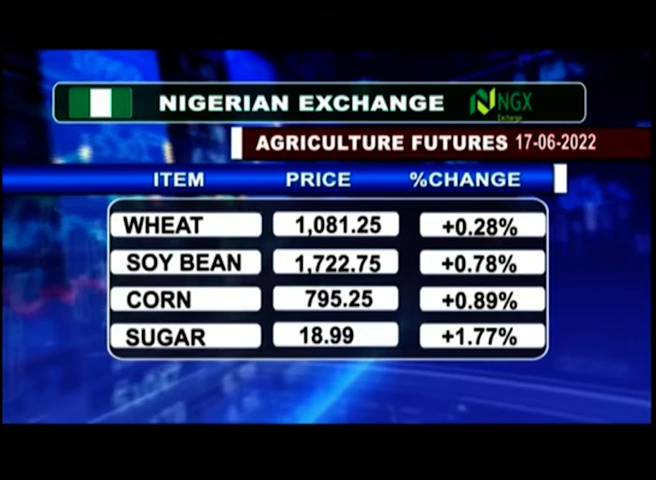 NIGERIAN EXCHANGE NGX
Exchange
AGRICULTURE FUTURES 17-06-2022
ITEM PRICE %CHANGE
WHEAT 1,081.25 +0.28%
SOY BEAN 1,722.75 +0.78%
CORN 795.25 +0.89%
SUGAR 18.99 +1.77%